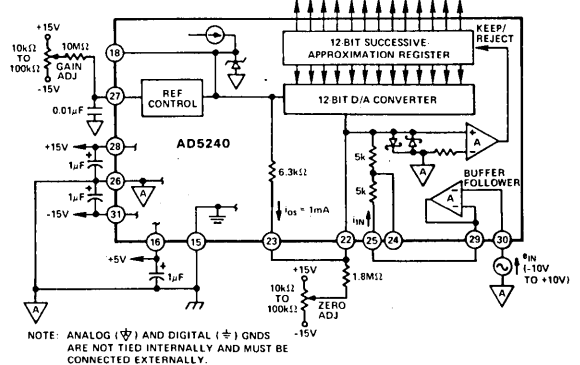 +15V
10kΩ
TO
100kΩ
-15V
10MΩ
GAIN
ADJ
0.01μF
18
27
REF
CONTROL
KEEP/
REJECT
12-BIT SUCCESSIVE-
APPROXIMATION REGISTER
12 BIT D/A CONVERTER
AD5240
+15V
28
1μF
26
A
1μF
-15V
31
6.3kΩ
iOS = 1mA
5k
5k
iIN
A
A
BUFFER
FOLLOWER
A
16
15
23
22
25
24
29
30
+5V
1μF
A
+15V
10kΩ
TO
100kΩ
-15V
1.8MΩ
ZERO
ADJ
eIN
(-10V
TO +10V)
A
NOTE: ANALOG (A) AND DIGITAL (⏚) GNDS
ARE NOT TIED INTERNALLY AND MUST BE
CONNECTED EXTERNALLY.